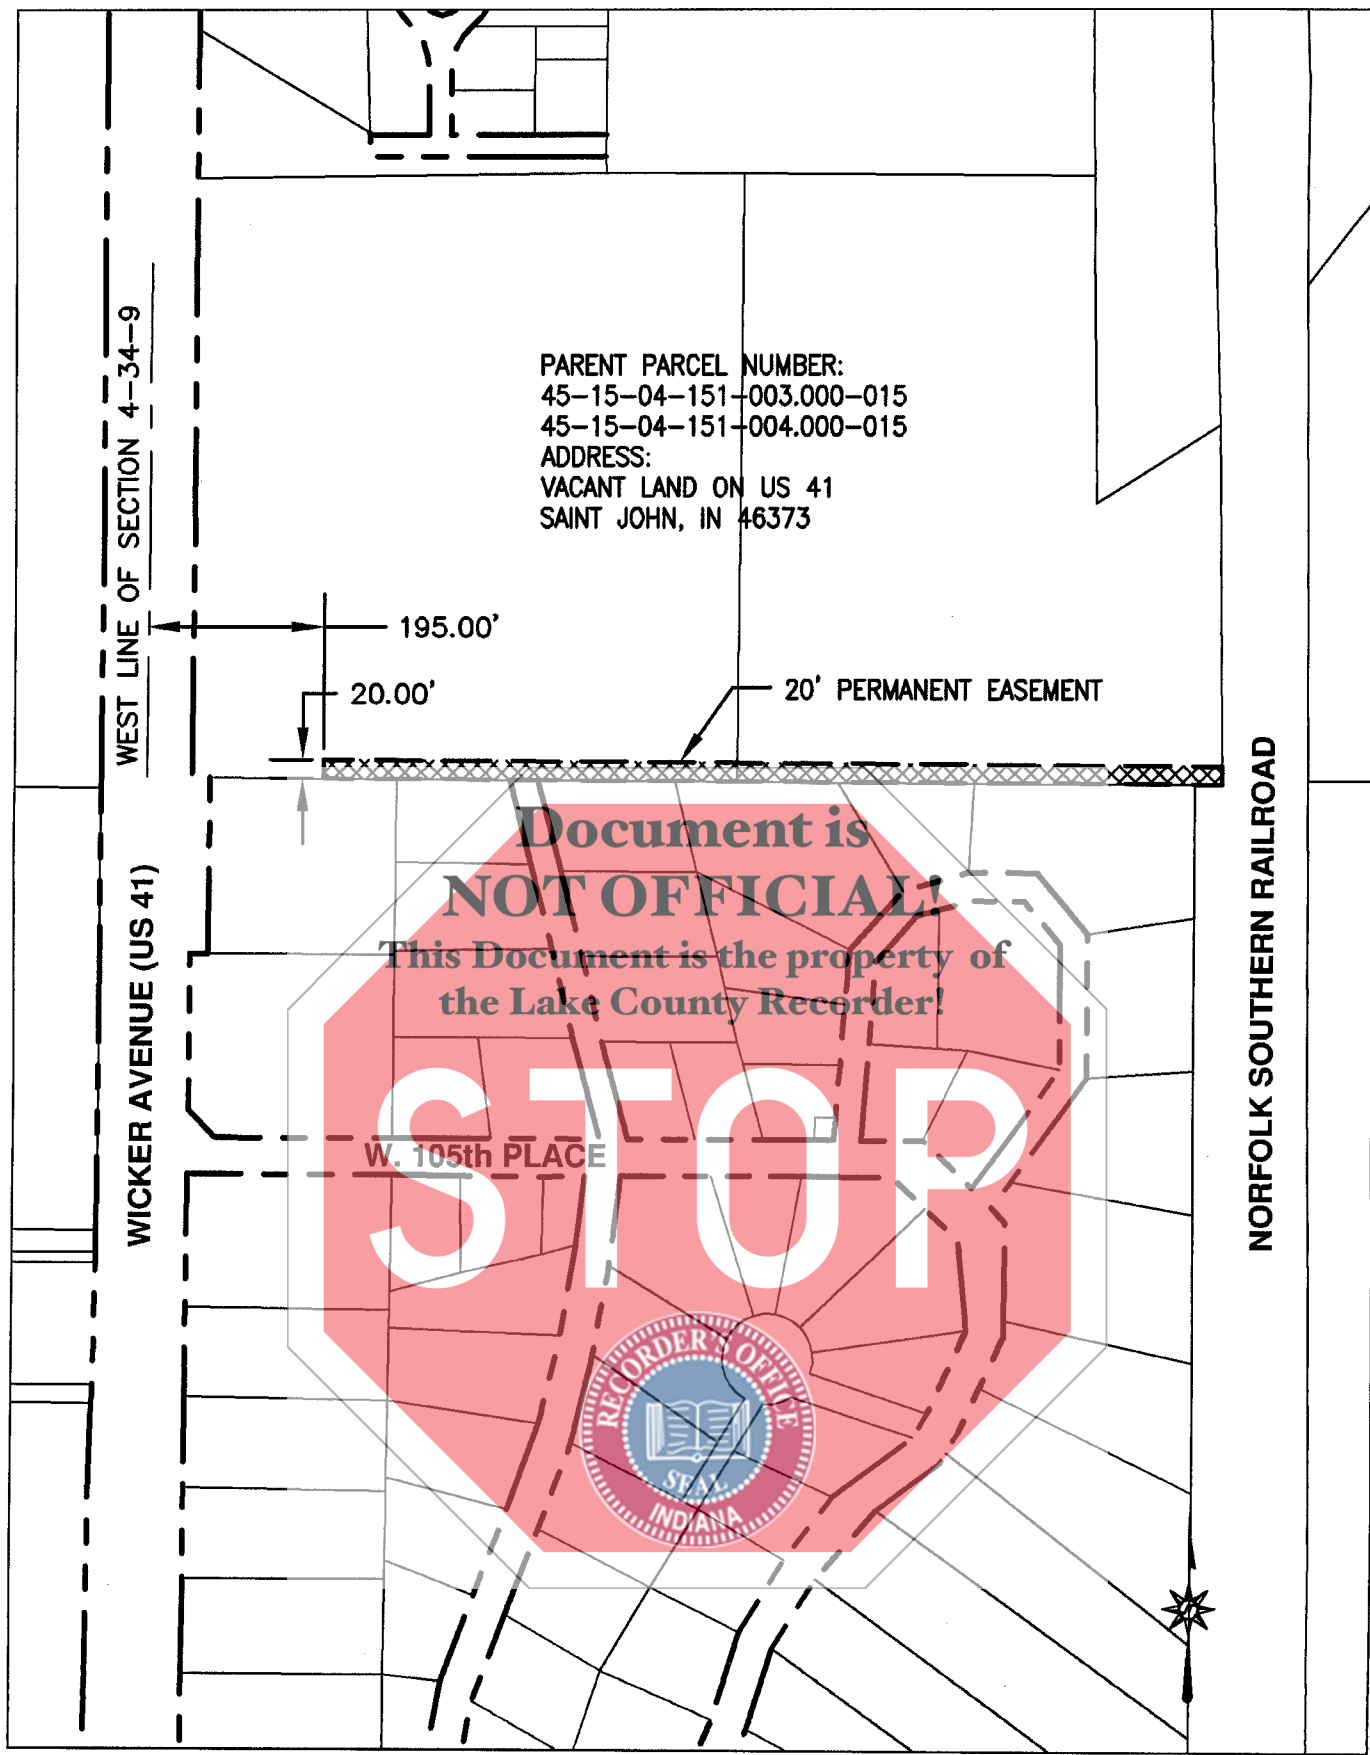 WEST LINE OF SECTION 4-34-9
PARENT PARCEL NUMBER:
45-15-04-151-003.000-015
45-15-04-151-004.000-015
ADDRESS:
VACANT LAND ON US 41
SAINT JOHN, IN 46373
195.00'
20.00'
20' PERMANENT EASEMENT
WICKER AVENUE (US 41)
NORFOLK SOUTHERN RAILROAD
Document is
NOT OFFICIAL!
This Document is the property of
the Lake County Recorder!
STOP
W. 105th PLACE
RECORDER'S OFFICE
SEAL
INDIANA